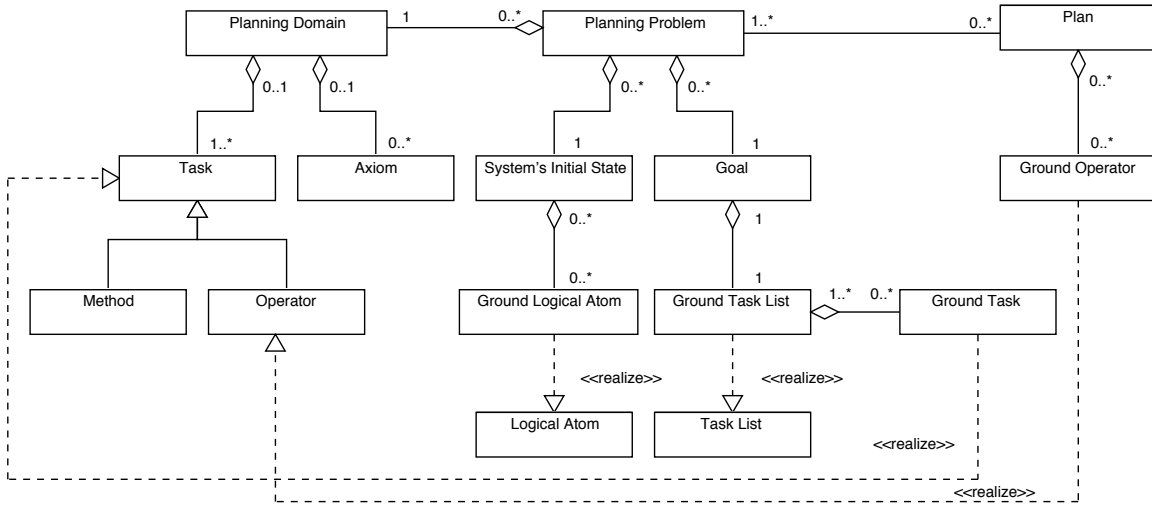 Planning Domain
1
0..*
Planning Problem
1..*
0..*
Plan
0..1
0..1
0..*
0..*
0..*
1..*
0..*
1
1
0..*
Task
Axiom
System's Initial State
Goal
Ground Operator
0..*
1
0..*
1
Method
Operator
Ground Logical Atom
Ground Task List
1..*
0..*
Ground Task
<<realize>>
<<realize>>
Logical Atom
Task List
<<realize>>
<<realize>>